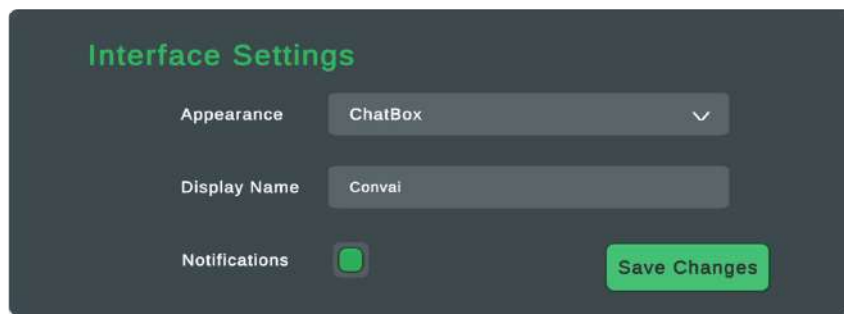 Interface Settings
Appearance ChatBox
Display Name Convai
Notifications
Save Changes